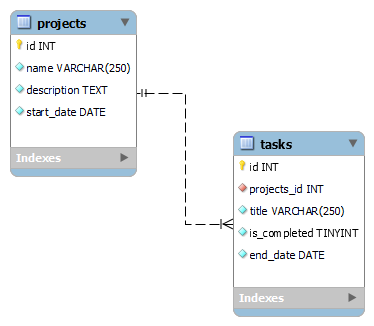 projects
id INT
name VARCHAR(250)
description TEXT
start_date DATE
Indexes
tasks
id INT
projects_id INT
title VARCHAR(250)
is_completed TINYINT
end_date DATE
Indexes